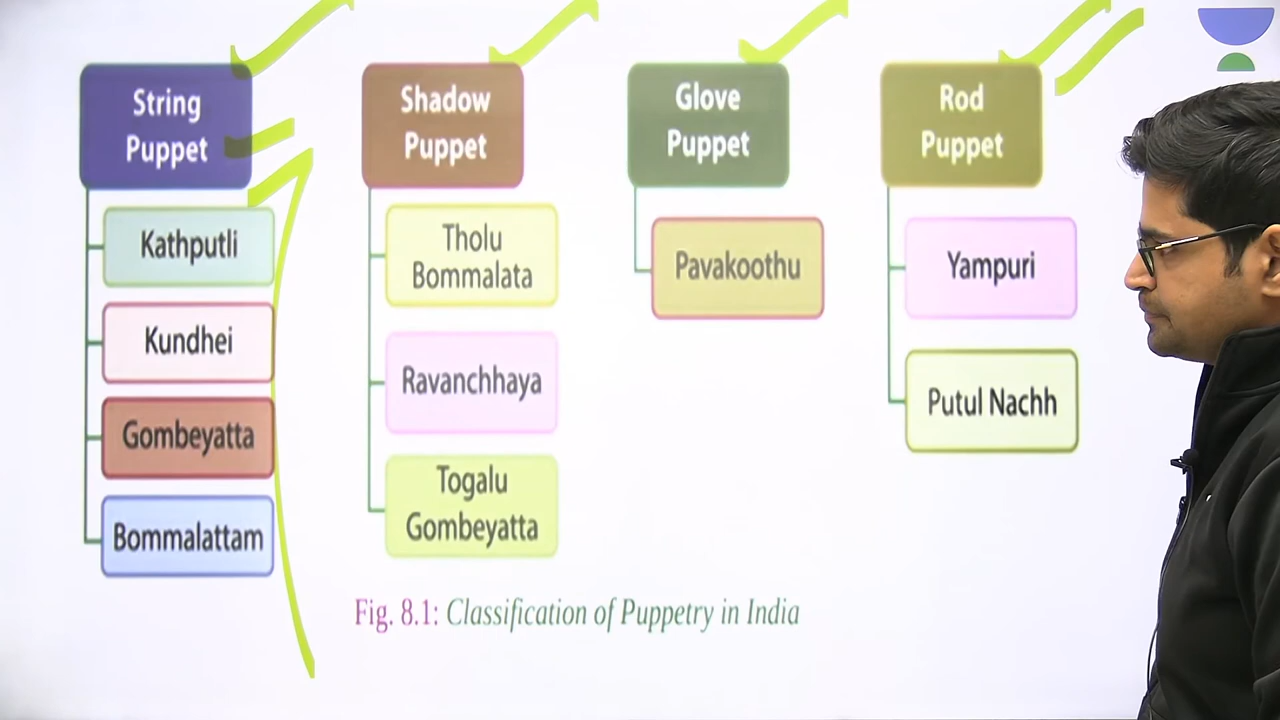 String
Puppet
Kathputli
Kundhei
Gombeyatta
Bommalattam
Shadow
Puppet
Tholu
Bommalata
Ravanchhaya
Togalu
Gombeyatta
Glove
Puppet
Pavakoothu
Rod
Puppet
Yampuri
Putul Nachh
Fig. 8.1: Classification of Puppetry in India